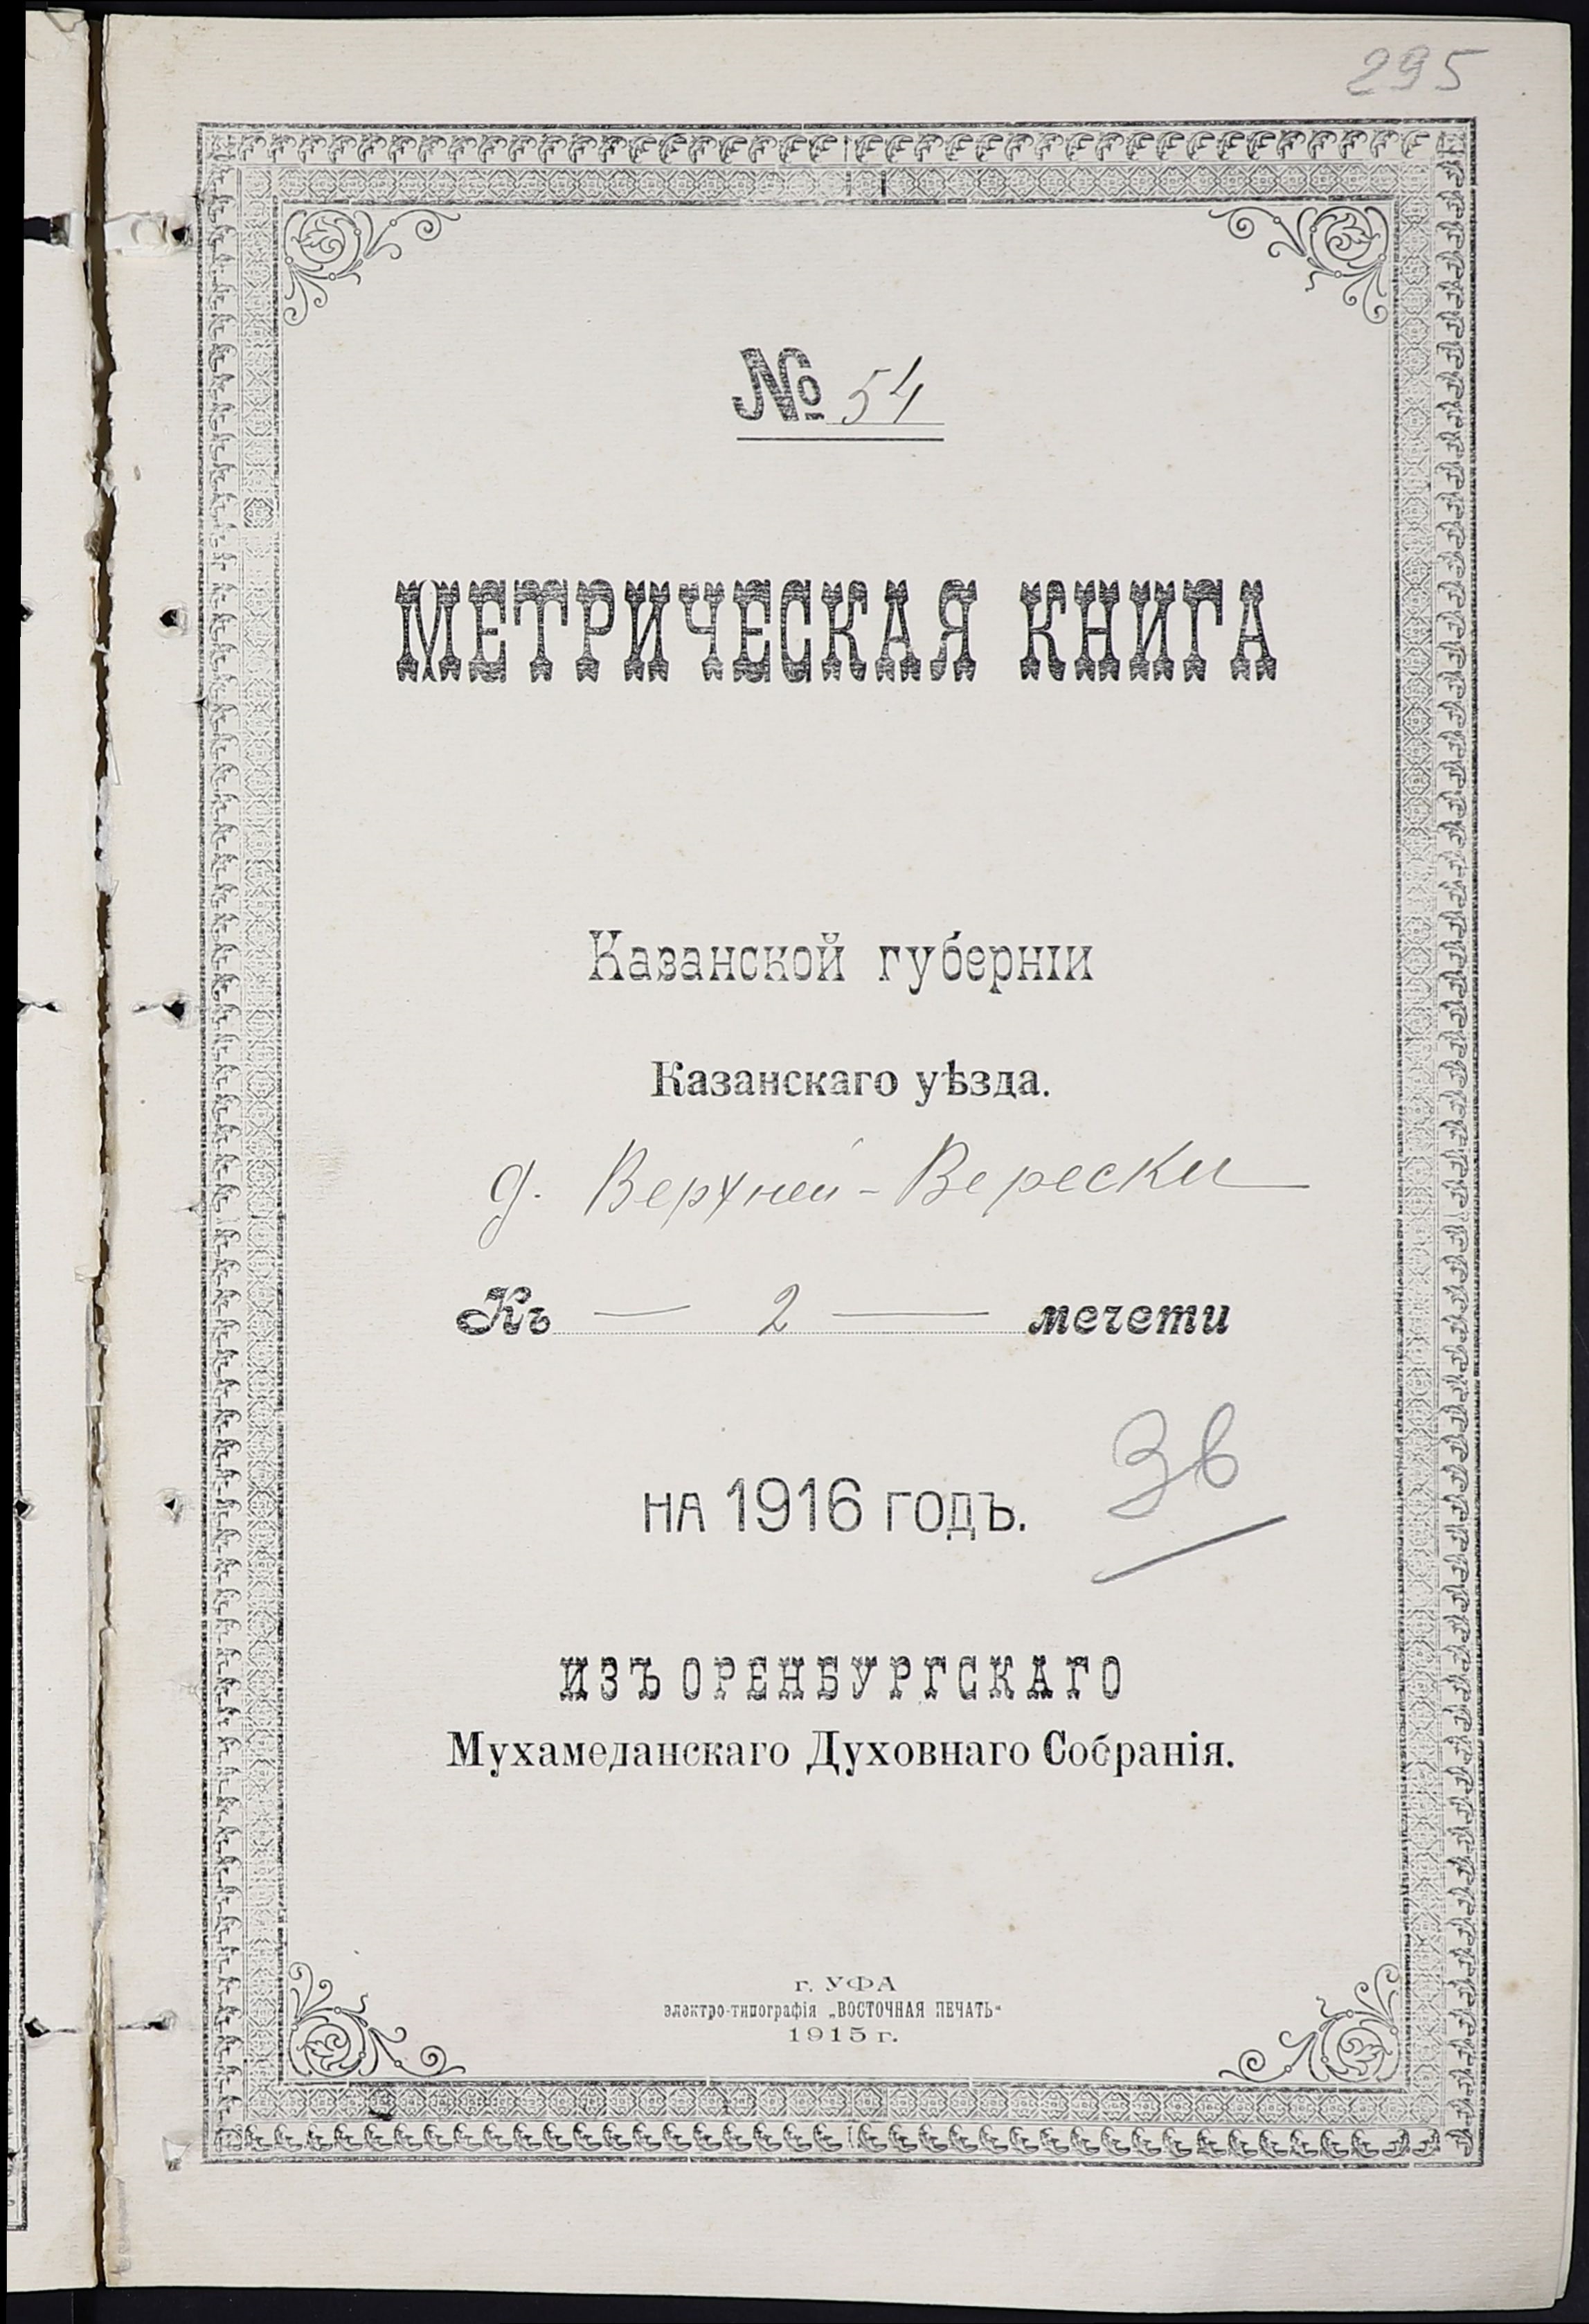 295
№ 54
МЕТРИЧЕСКАЯ КНИГА
Казанской губерніи
Казанскаго уѣзда.
д. Верхней-Верески
Къ — 2 — мечети
НА 1916 ГОДЪ.
Зв
ИЗЪ ОРЕНБУРГСКАГО
Мухамеданскаго Духовнаго Собранія.
г. УФА
электро-типографія „ВОСТОЧНАЯ ПЕЧАТЬ“
1915 г.